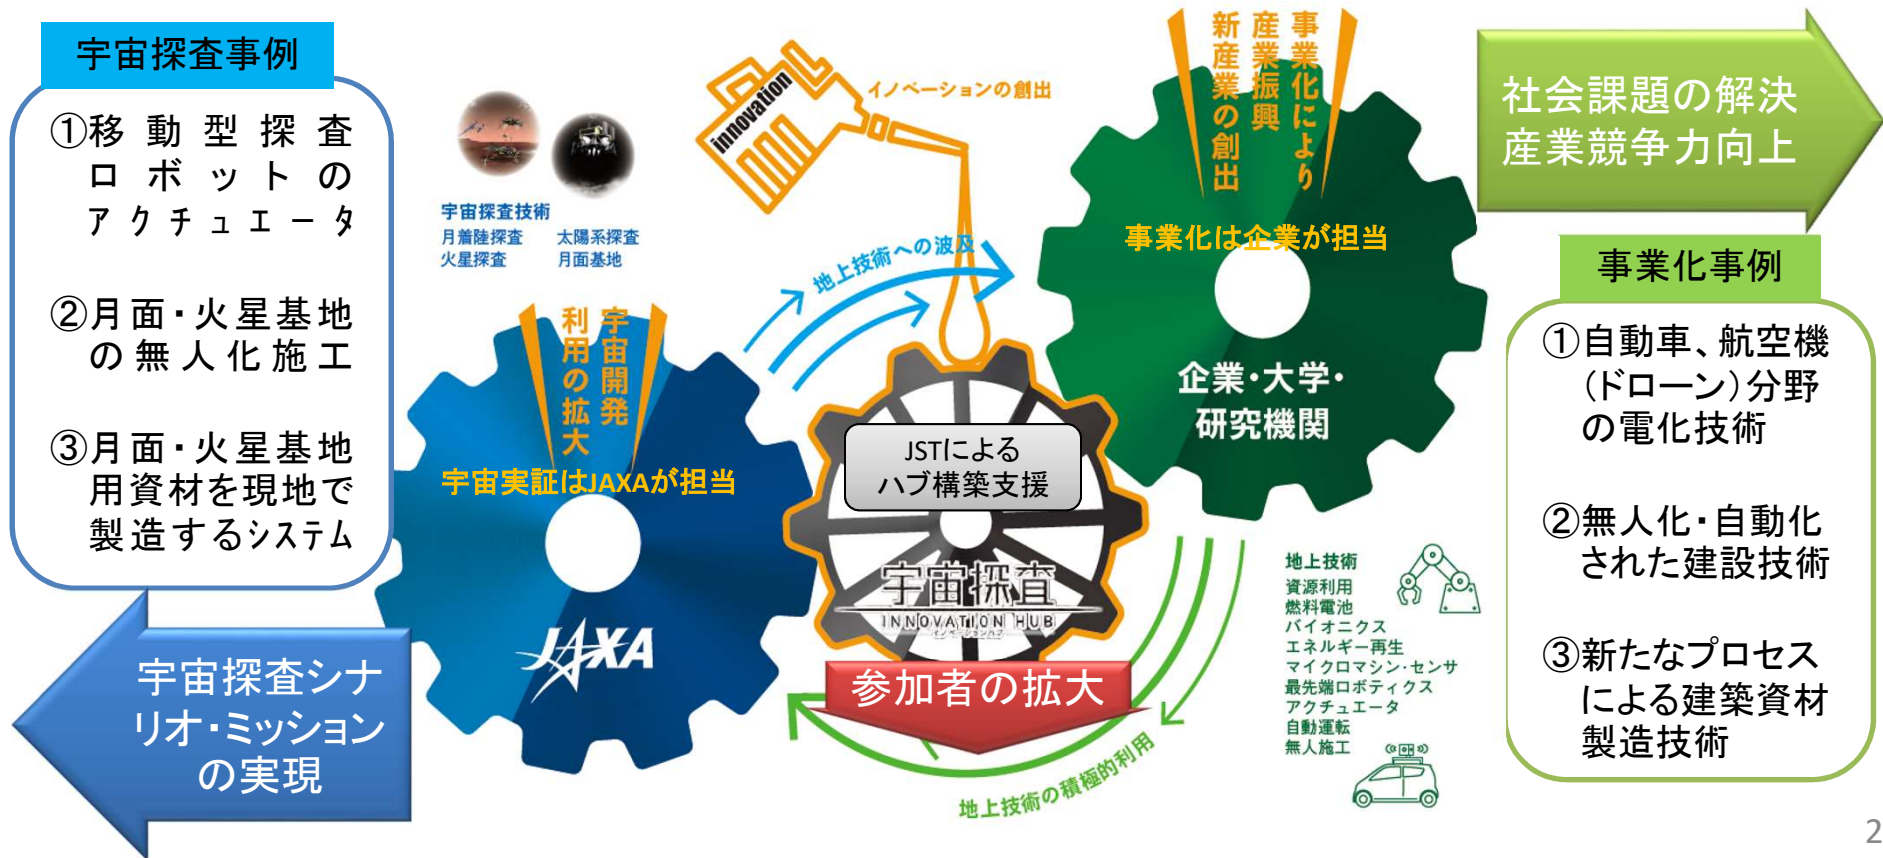 宇宙探査事例
①移動型探査
ロボットの
アクチュエータ
②月面・火星基地
の無人化施工
③月面・火星基地
用資材を現地で
製造するシステム
宇宙探査シナ
リオ・ミッション
の実現
宇宙探査技術
月着陸探査
太陽系探査
火星探査
月面基地
innovation
イノベーションの創出
地上技術への波及
宇宙開発
利用の拡大
宇宙実証はJAXAが担当
JAXA
JSTによる
ハブ構築支援
宇宙探査
INNOVATION HUB
イノベーションハブ
参加者の拡大
地上技術の積極的利用
事業化により
産業振興
新産業の創出
事業化は企業が担当
企業・大学・
研究機関
地上技術
資源利用
燃料電池
バイオニクス
エネルギー再生
マイクロマシン・センサ
最先端ロボティクス
アクチュエータ
自動運転
無人施工
社会課題の解決
産業競争力向上
事業化事例
①自動車、航空機
(ドローン)分野
の電化技術
②無人化・自動化
された建設技術
③新たなプロセス
による建築資材
製造技術
2